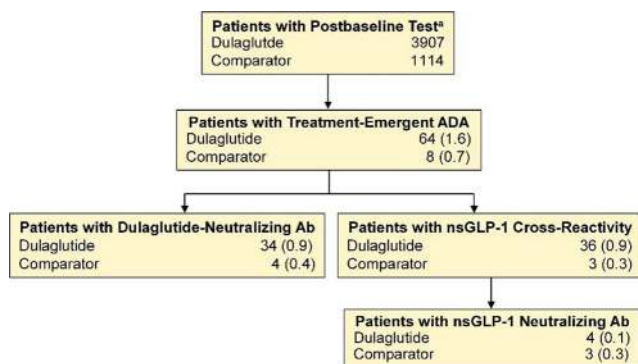 Patients with Postbaseline Testª
Dulaglutde 3907
Comparator 1114
Patients with Treatment-Emergent ADA
Dulaglutide 64 (1.6)
Comparator 8 (0.7)
Patients with Dulaglutide-Neutralizing Ab
Dulaglutide 34 (0.9)
Comparator 4 (0.4)
Patients with nsGLP-1 Cross-Reactivity
Dulaglutide 36 (0.9)
Comparator 3 (0.3)
Patients with nsGLP-1 Neutralizing Ab
Dulaglutide 4 (0.1)
Comparator 3 (0.3)